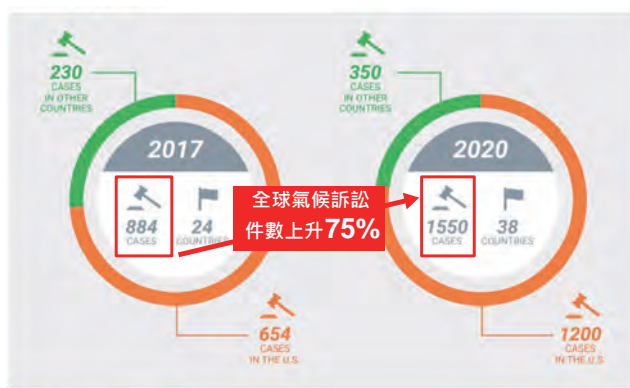 230
CASES
IN OTHER
COUNTRIES
2017
884
CASES
24
COUNTRIES
654
CASES
IN THE U.S.
全球氣候訴訟
件數上升75%
350
CASES
IN OTHER
COUNTRIES
2020
1550
CASES
38
COUNTRIES
1200
CASES
IN THE U.S.